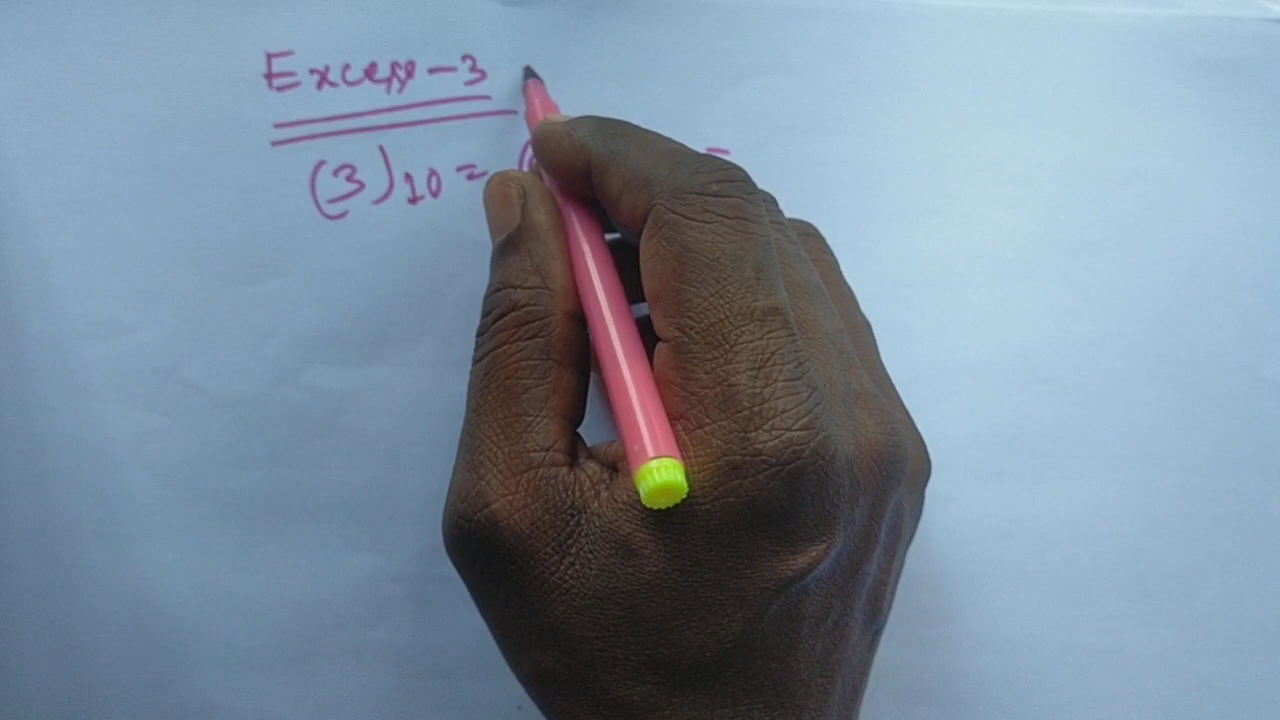 Excess-3
(3)10 = ( =